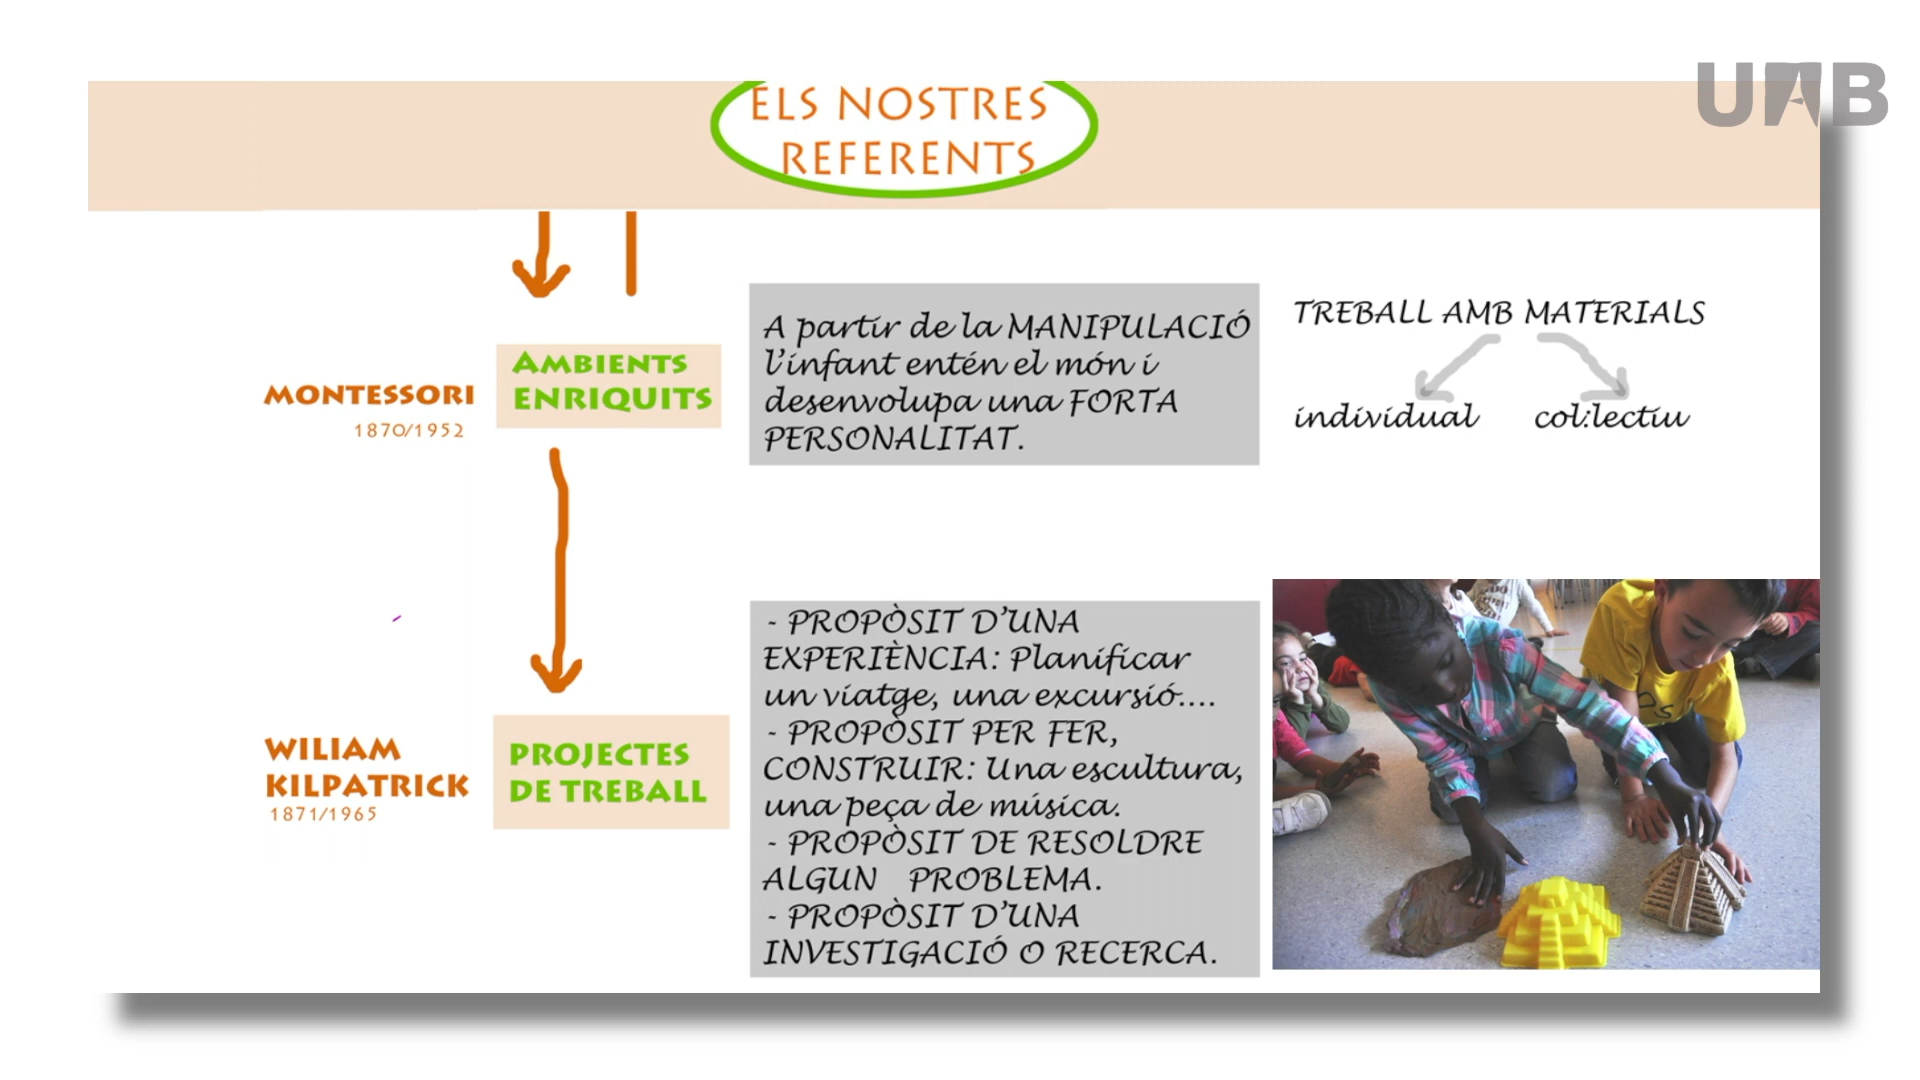 UAB
ELS NOSTRES
REFERENTS
MONTESSORI
1870/1952
AMBIENTS
ENRIQUITS
A partir de la MANIPULACIÓ
l'infant entén el món i
desenvolupa una FORTA
PERSONALITAT.
TREBALL AMB MATERIALS
individual
col·lectiu
WILIAM
KILPATRICK
1871/1965
PROJECTES
DE TREBALL
- PROPÒSIT D'UNA
EXPERIÈNCIA: Planificar
un viatge, una excursió....
- PROPÒSIT PER FER,
CONSTRUIR: Una escultura,
una peça de música.
- PROPÒSIT DE RESOLDRE
ALGUN PROBLEMA.
- PROPÒSIT D'UNA
INVESTIGACIÓ O RECERCA.